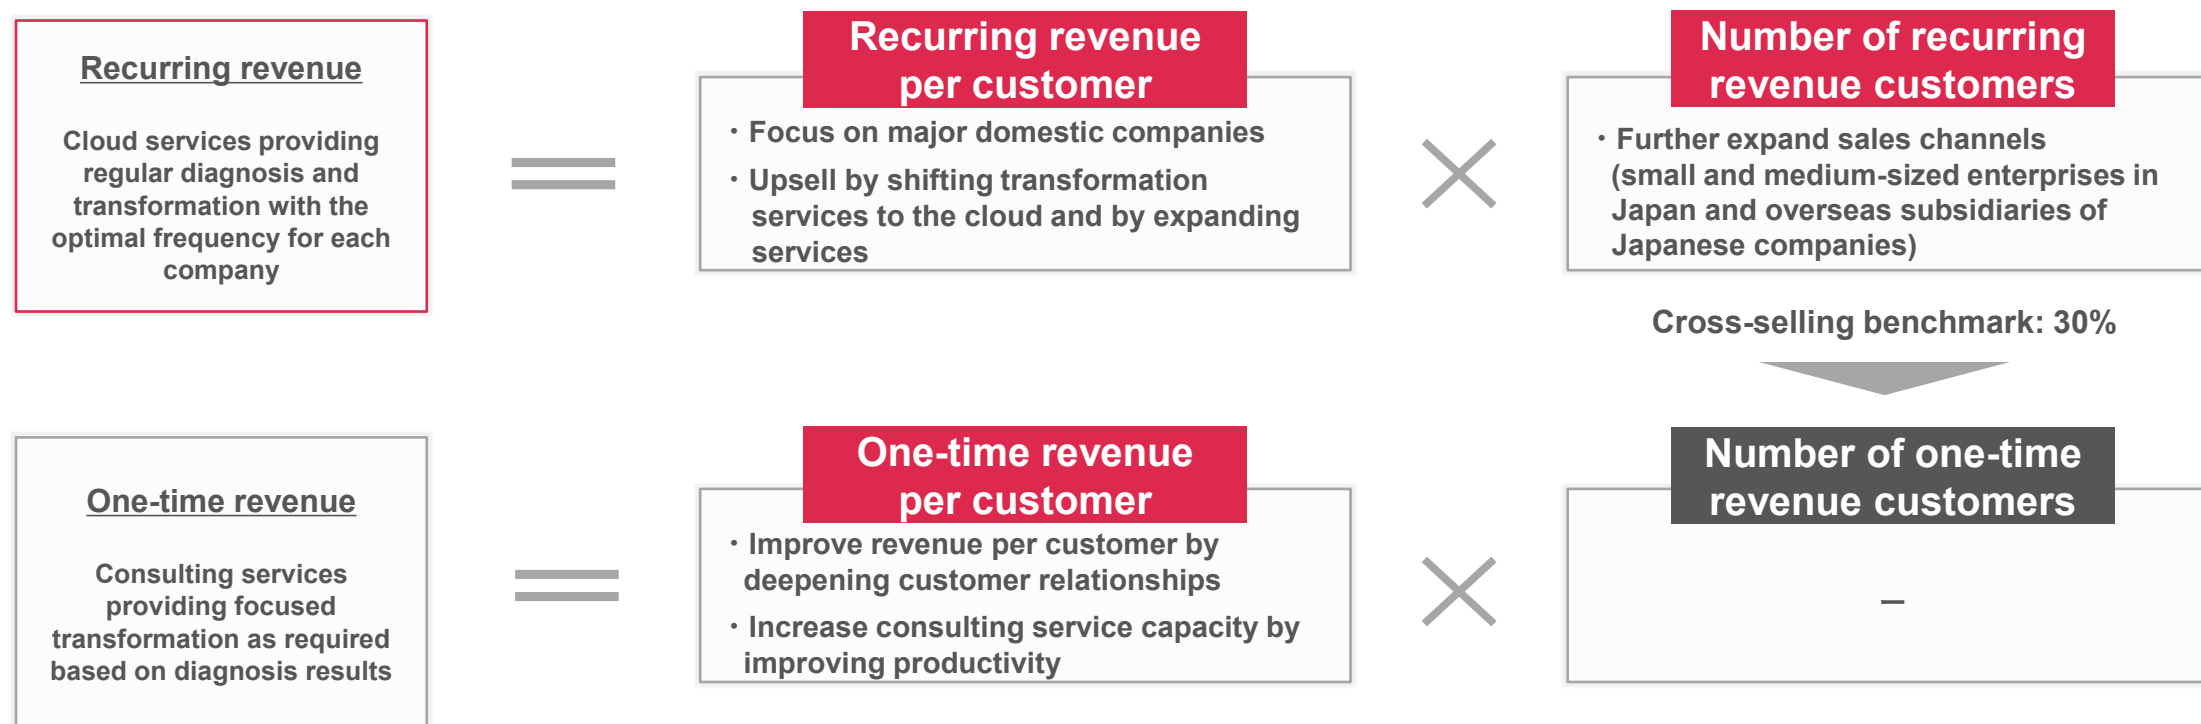 Recurring revenue
Cloud services providing
regular diagnosis and
transformation with the
optimal frequency for each
company
Recurring revenue
per customer
・Focus on major domestic companies
・Upsell by shifting transformation
services to the cloud and by expanding
services
Number of recurring
revenue customers
・Further expand sales channels
(small and medium-sized enterprises in
Japan and overseas subsidiaries of
Japanese companies)
Cross-selling benchmark: 30%
One-time revenue
Consulting services
providing focused
transformation as required
based on diagnosis results
One-time revenue
per customer
・Improve revenue per customer by
deepening customer relationships
・Increase consulting service capacity by
improving productivity
Number of one-time
revenue customers
–